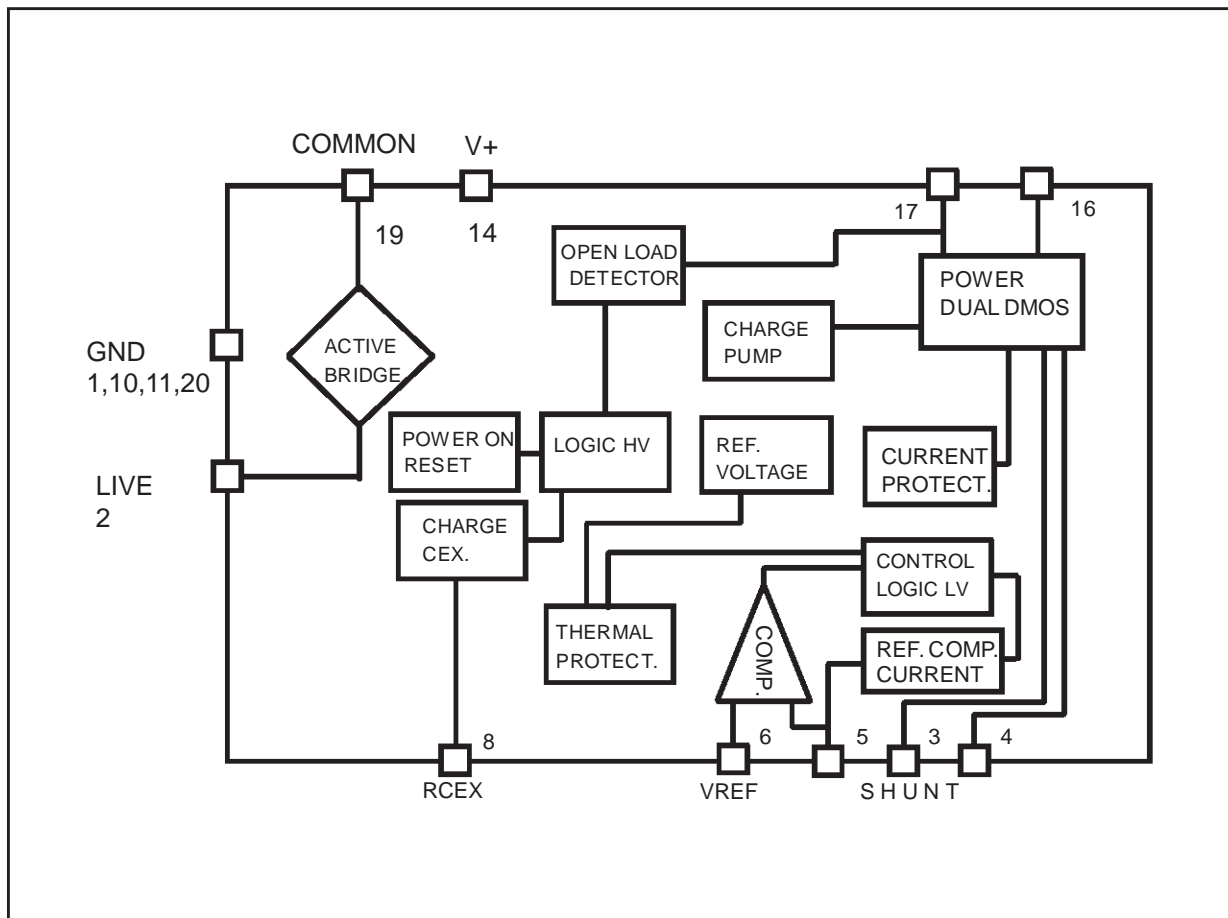 COMMON
V+
19
14
17
16
OPEN LOAD
DETECTOR
POWER
DUAL DMOS
CHARGE
PUMP
GND
1,10,11,20
ACTIVE
BRIDGE
POWER ON
RESET
LOGIC HV
REF.
VOLTAGE
CURRENT
PROTECT.
LIVE
2
CHARGE
CEX.
CONTROL
LOGIC LV
THERMAL
PROTECT.
COMP.
REF. COMP.
CURRENT
8
6
5
3
4
RCEX
VREF
SHUNT